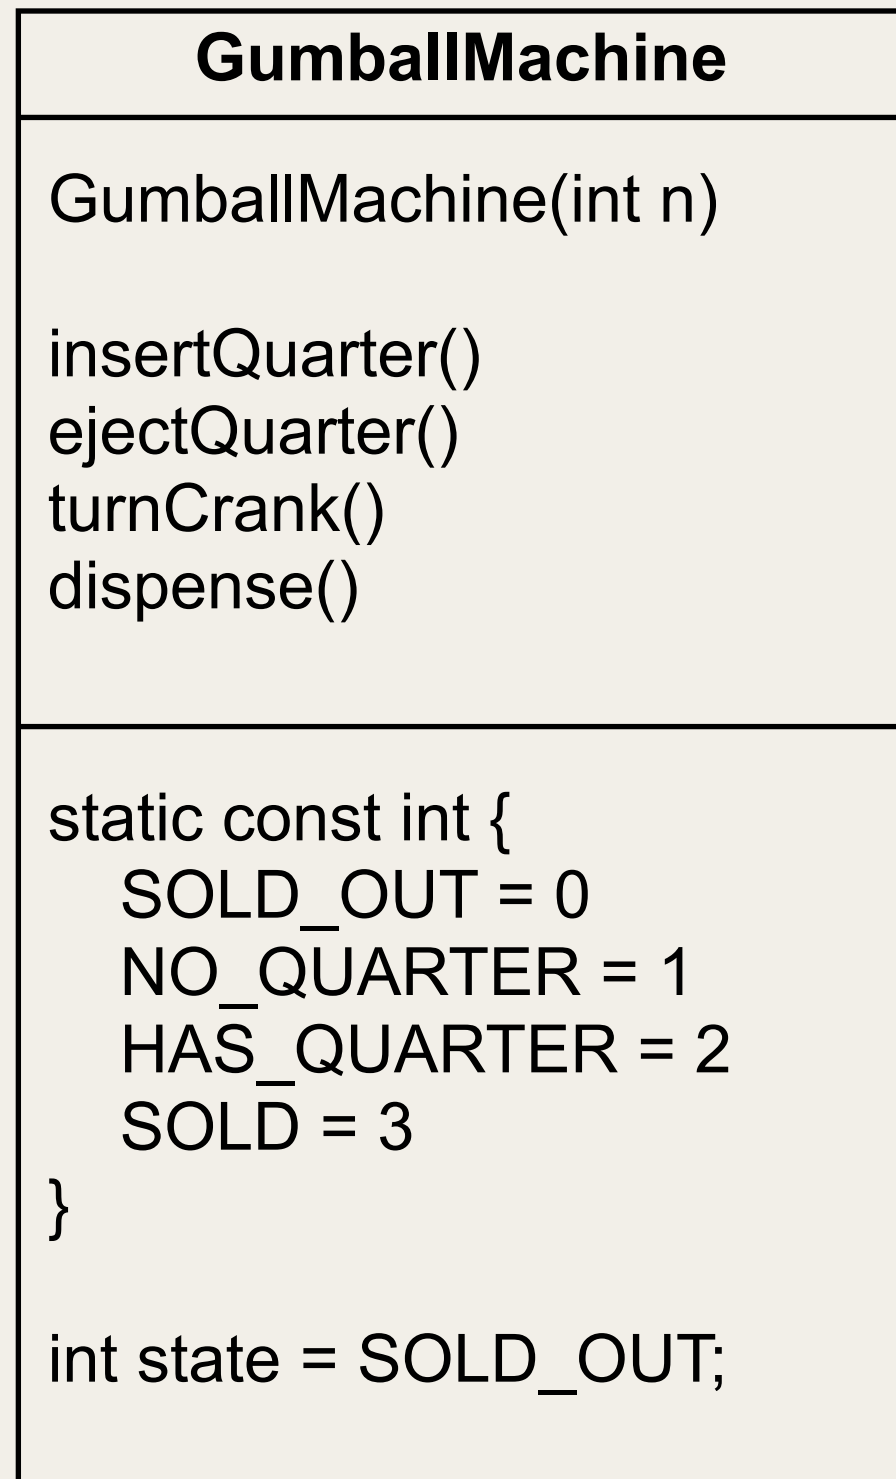 GumballMachine
GumballMachine(int n)
insertQuarter()
ejectQuarter()
turnCrank()
dispense()
static const int {
SOLD_OUT = 0
NO_QUARTER = 1
HAS_QUARTER = 2
SOLD = 3
}
int state = SOLD_OUT;